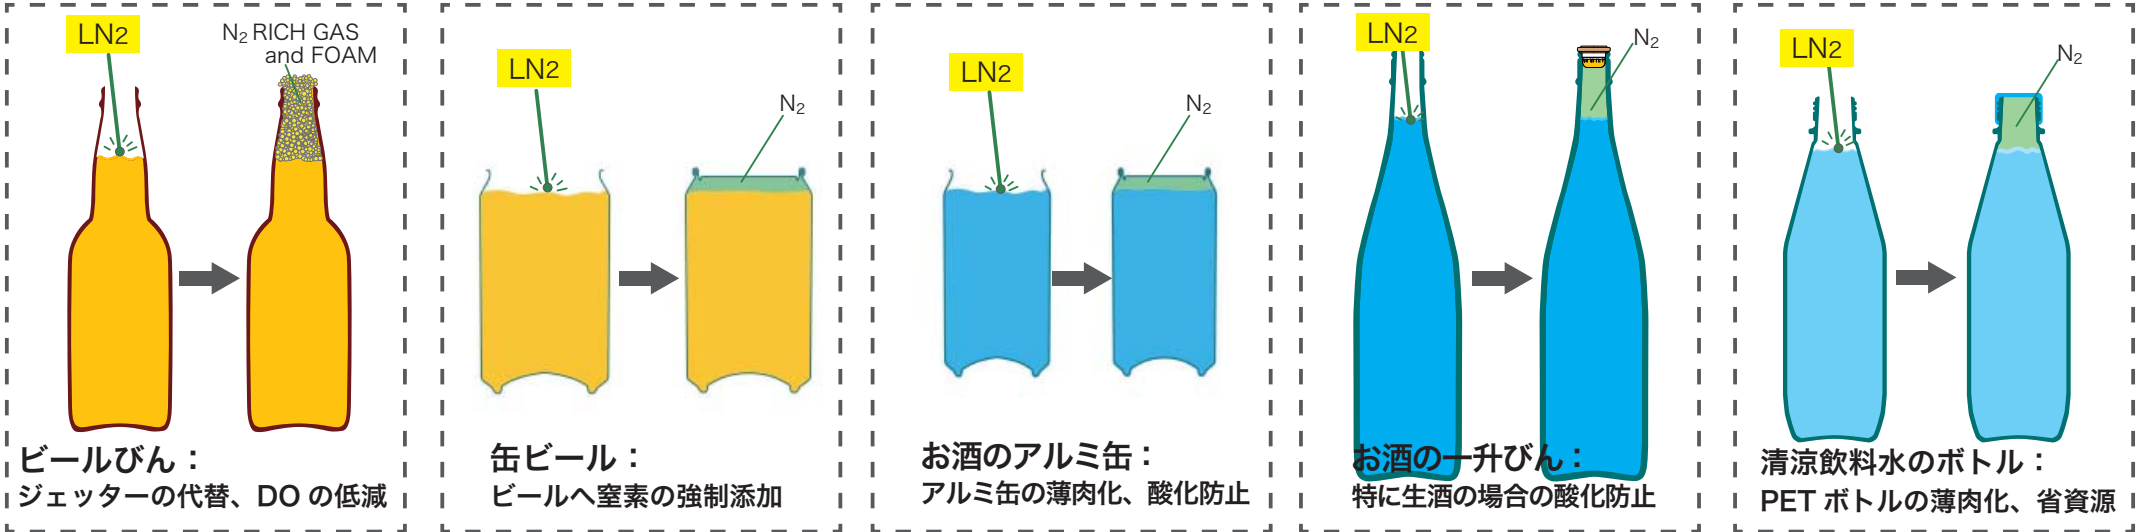 LN2
N₂ RICH GAS
and FOAM
ビールびん：
ジェッターの代替、DO の低減
LN2
N₂
缶ビール：
ビールへ窒素の強制添加
LN2
N₂
お酒のアルミ缶：
アルミ缶の薄肉化、酸化防止
LN2
N₂
お酒の一升びん：
特に生酒の場合の酸化防止
LN2
N₂
清涼飲料水のボトル：
PET ボトルの薄肉化、省資源